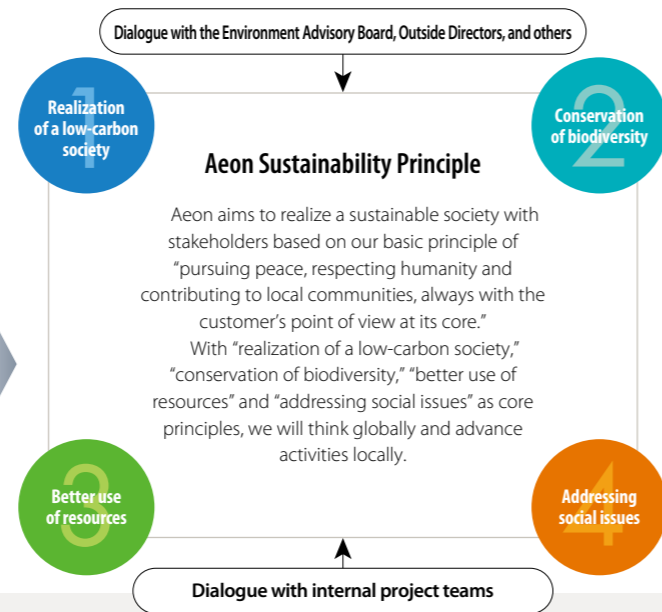 Dialogue with the Environment Advisory Board, Outside Directors, and others
1
Realization
of a low-carbon
society
2
Conservation
of biodiversity
Aeon Sustainability Principle
Aeon aims to realize a sustainable society with
stakeholders based on our basic principle of
“pursuing peace, respecting humanity and
contributing to local communities, always with the
customer’s point of view at its core.”
With “realization of a low-carbon society,”
“conservation of biodiversity,” “better use of
resources” and “addressing social issues” as core
principles, we will think globally and advance
activities locally.
3
Better use
of resources
4
Addressing
social issues
Dialogue with internal project teams